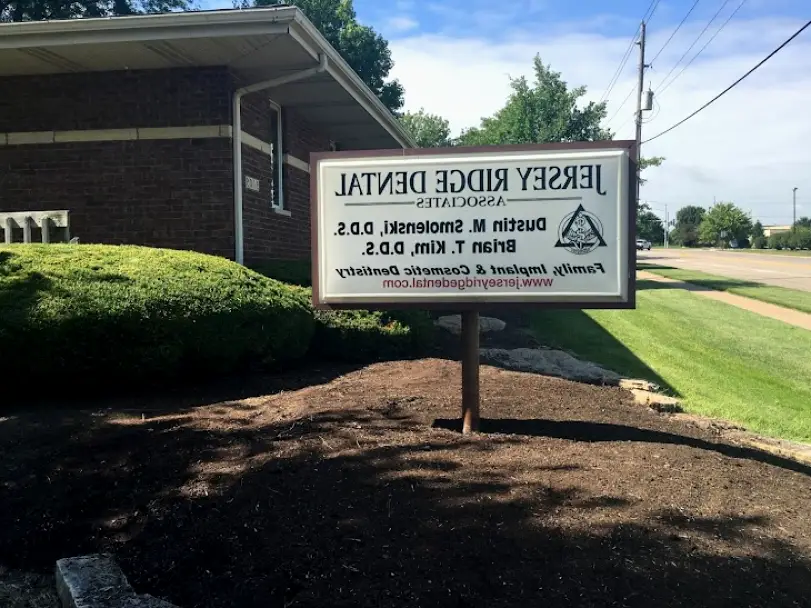 JERSEY RIDGE DENTAL
ASSOCIATES
Dustin M. Smolenski, D.D.S.
Brian T. Kim, D.D.S.
Family, Implant & Cosmetic Dentistry
www.jerseyridgedental.com